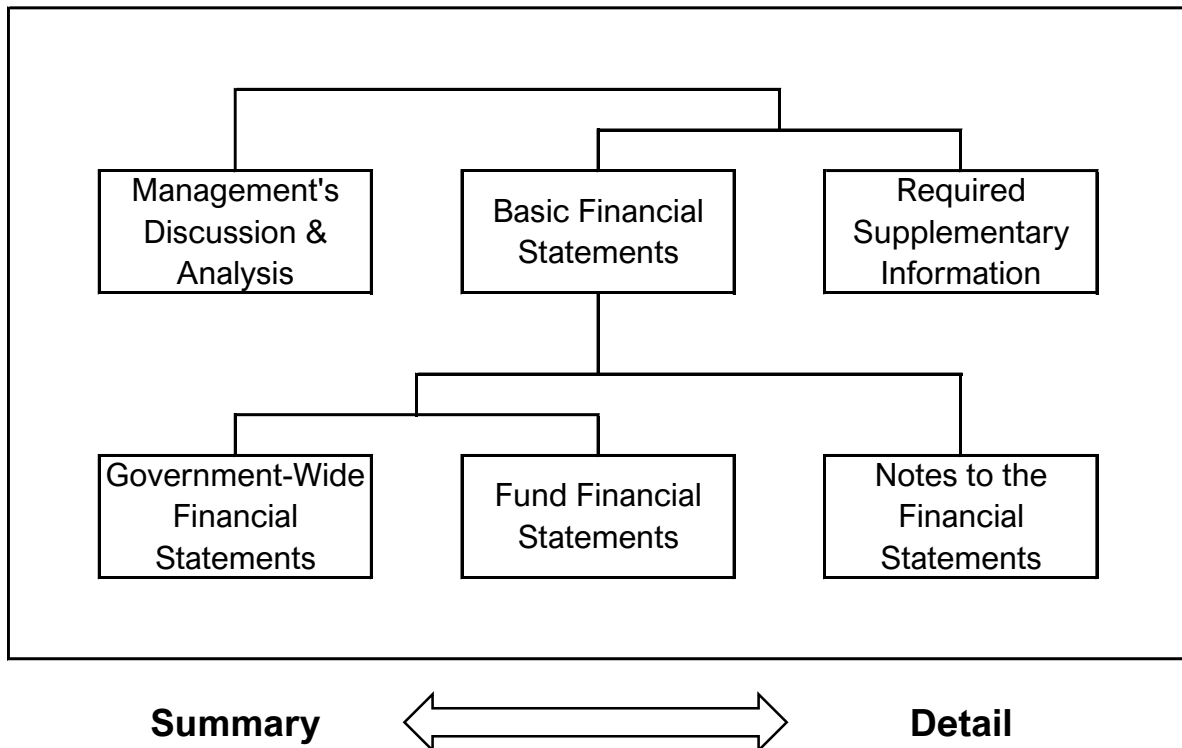 Management's
Discussion &
Analysis
Basic Financial
Statements
Required
Supplementary
Information
Government-Wide
Financial
Statements
Fund Financial
Statements
Notes to the
Financial
Statements
Summary
Detail